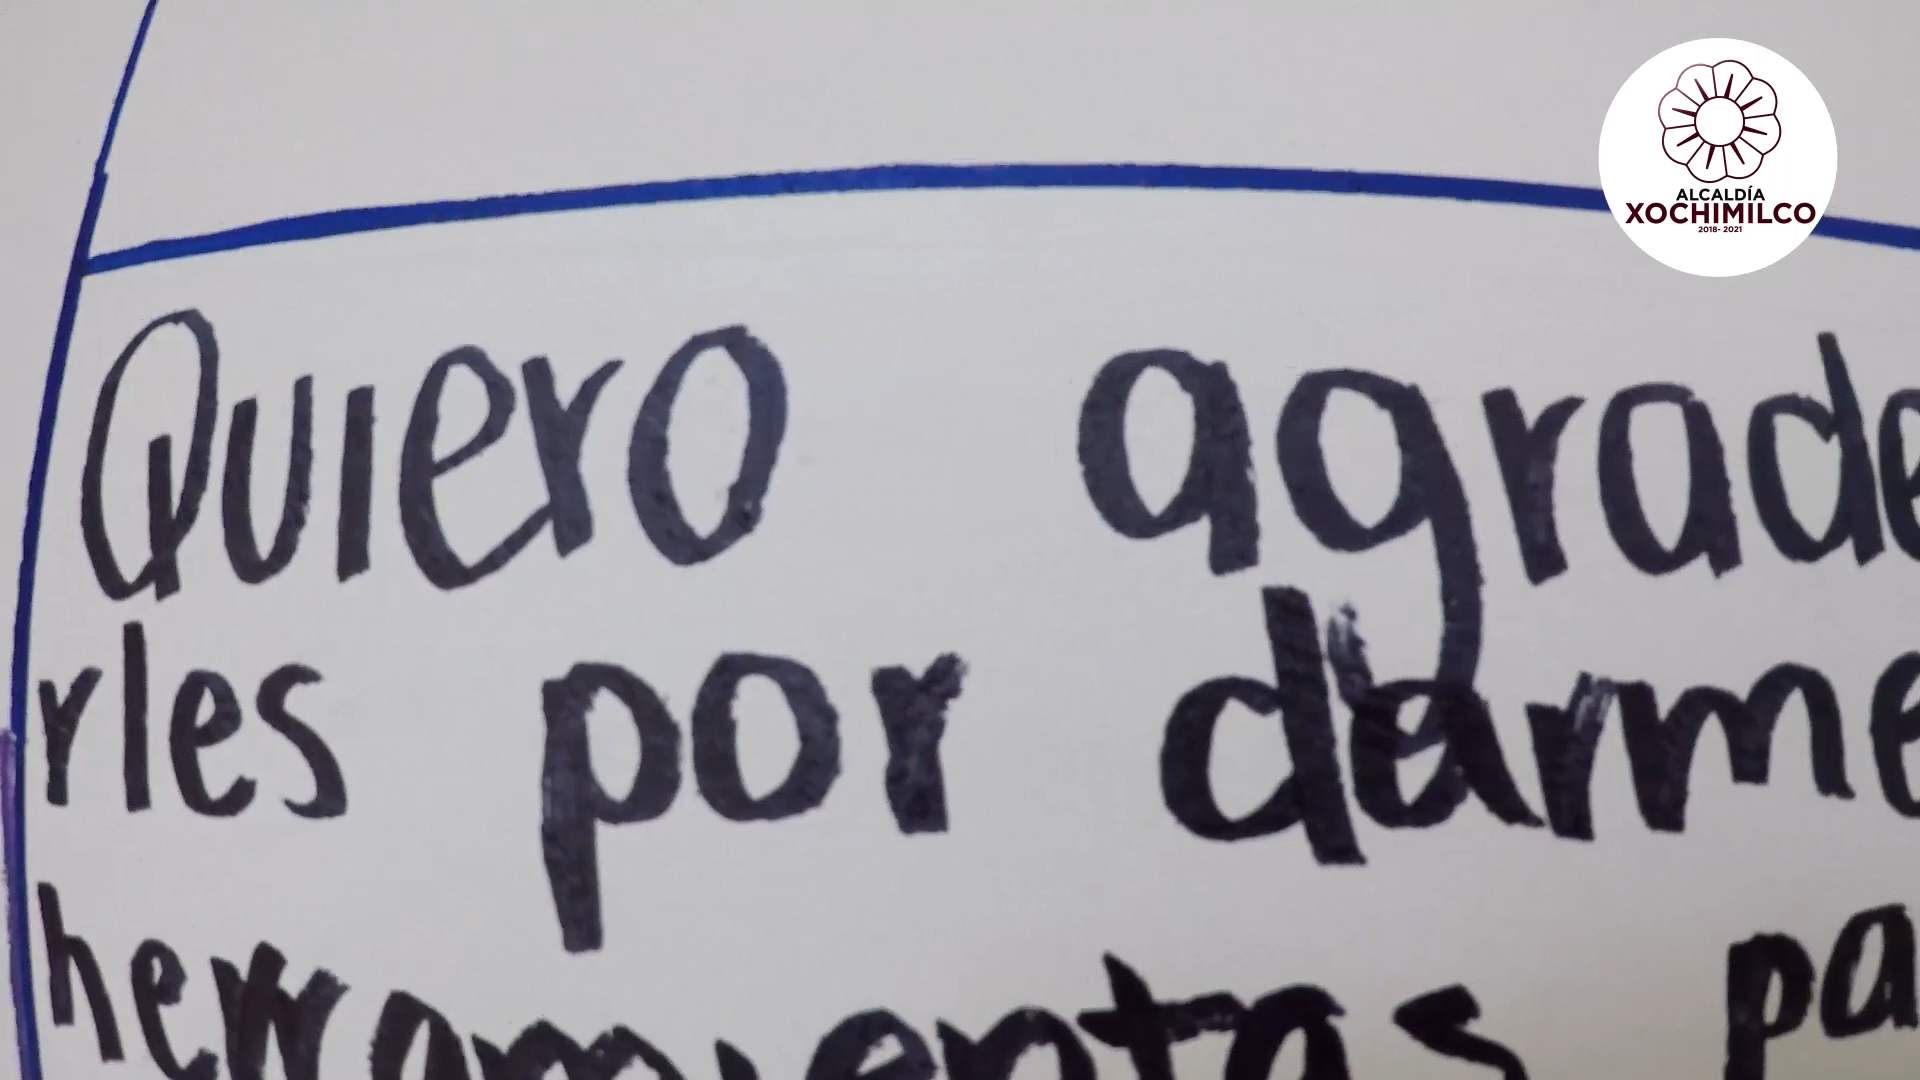 ALCALDÍA
XOCHIMILCO
2018- 2021
Quiero agrade
rles por darme
herramientas pa